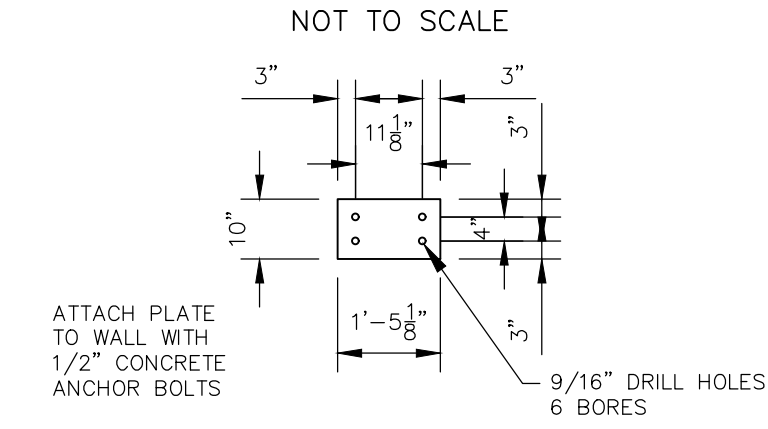 NOT TO SCALE
3" 3"
11 1/8"
3"
10"
4"
1'-5 1/8"
3"
ATTACH PLATE
TO WALL WITH
1/2" CONCRETE
ANCHOR BOLTS
9/16" DRILL HOLES
6 BORES